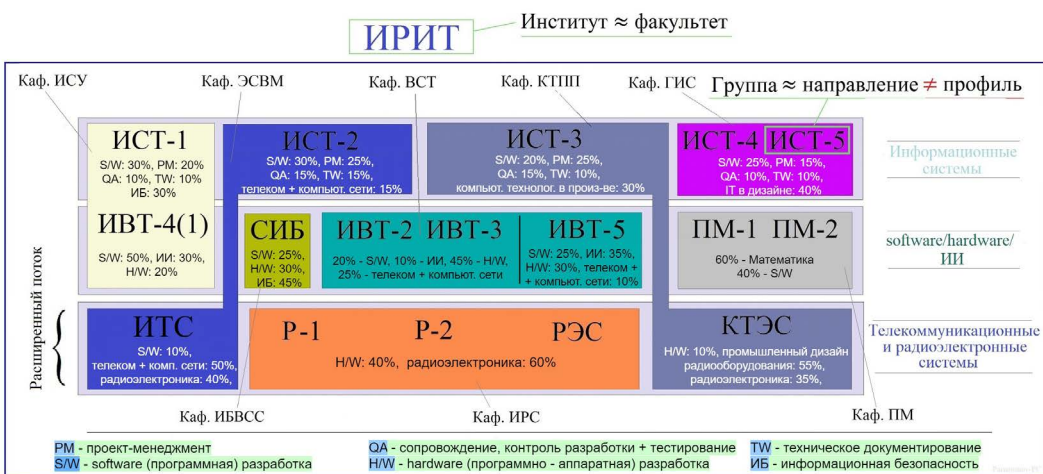 ИРИТ
Институт ≈ факультет
Каф. ИСУ
Каф. ЭСВМ
Каф. ВСТ
Каф. КТПП
Каф. ГИС
Группа ≈ направление ≠ профиль
ИСТ-1
S/W: 30%, PM: 20%
QA: 10%, TW: 10%
ИБ: 30%
ИСТ-2
S/W: 30%, PM: 25%,
QA: 15%, TW: 15%,
телеком + компьют. сети: 15%
ИСТ-3
S/W: 20%, PM: 25%,
QA: 15%, TW: 10%,
компьют. технолог. в произ-ве: 30%
ИСТ-4 ИСТ-5
S/W: 25%, PM: 15%,
QA: 10%, TW: 10%,
IT в дизайне: 40%
Информационные
системы
ИВТ-4(1)
S/W: 50%, ИИ: 30%,
H/W: 20%
СИБ
S/W: 25%,
H/W: 30%,
ИБ: 45%
ИВТ-2 ИВТ-3
20% - S/W, 10% - ИИ, 45% - H/W,
25% - телеком + компьют. сети
ИВТ-5
S/W: 25%, ИИ: 35%,
H/W: 30%, телеком +
+ компьют. сети: 10%
ПМ-1 ПМ-2
60% - Математика
40% - S/W
software/hardware/
ИИ
Расширенный поток
ИТС
S/W: 10%,
телеком + комп. сети: 50%,
радиоэлектроника: 40%,
Р-1 Р-2 РЭС
H/W: 40%, радиоэлектроника: 60%
КТЭС
H/W: 10%, промышленный дизайн
радиооборудования: 55%,
радиоэлектроника: 35%,
Телекоммуникационные
и радиоэлектронные
системы
Каф. ИБВСС
Каф. ИРС
Каф. ПМ
PM - проект-менеджмент
S/W - software (программная) разработка
QA - сопровождение, контроль разработки + тестирование
H/W - hardware (программно - аппаратная) разработка
TW - техническое документирование
ИБ - информационная безопасность